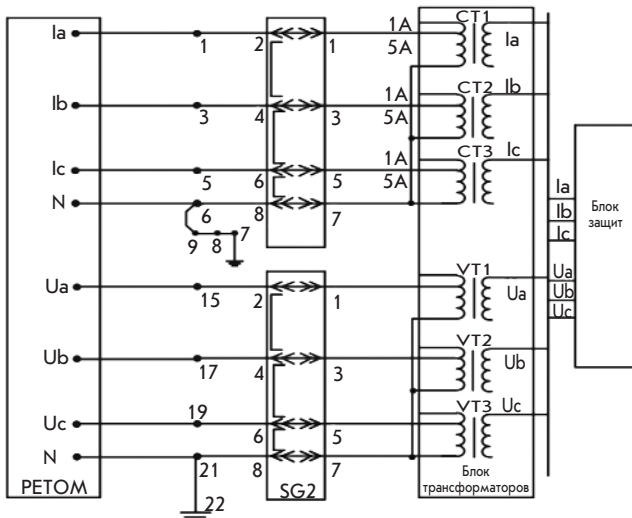 Ia 1 2 1 1A CT1 Ia
5A
Ib 3 4 3 1A CT2 Ib
5A
Ic 5 6 5 1A CT3 Ic
5A
N 6 8 7
9 8 7
Ia
Ib
Ic
Блок
защит
Ua
Ub
Uc
Ua 15 2 1 VT1 Ua
Ub 17 4 3 VT2 Ub
Uc 19 6 5 VT3 Uc
N 21 8 7
22
РЕТОМ
SG2
Блок
трансформаторов